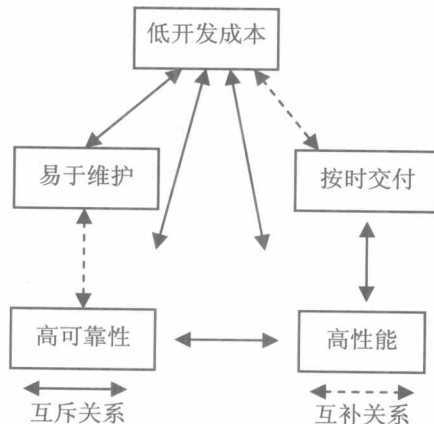 低开发成本
易于维护
按时交付
高可靠性
高性能
互斥关系
互补关系